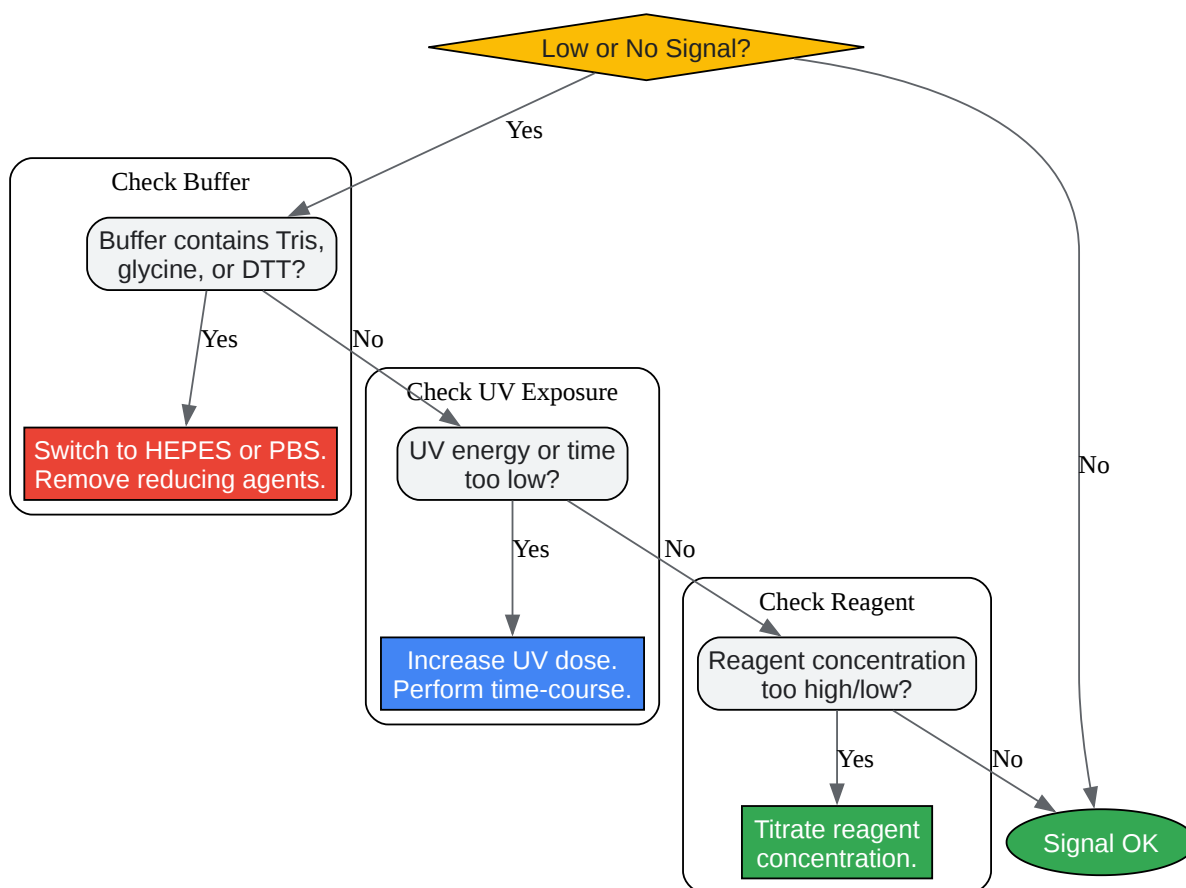 Low or No Signal?
Yes
Check Buffer
Buffer contains Tris,
glycine, or DTT?
Yes
No
Switch to HEPES or PBS.
Remove reducing agents.
Check UV Exposure
UV energy or time
too low?
Yes
No
No
Increase UV dose.
Perform time-course.
Check Reagent
Reagent concentration
too high/low?
Yes
No
Titrate reagent
concentration.
Signal OK